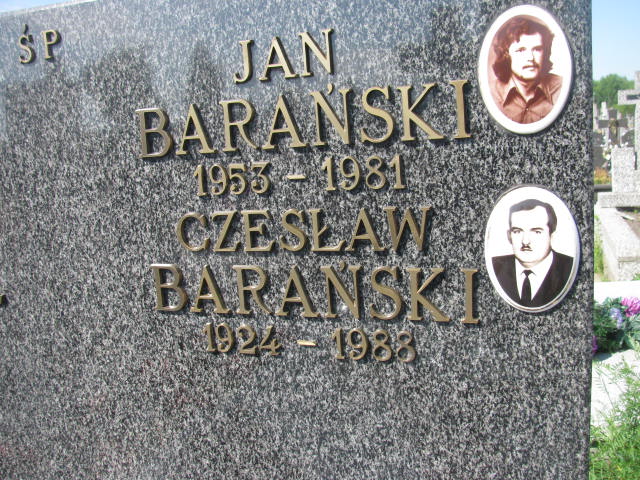 ŚP
JAN
BARAŃSKI
1953 - 1981
CZESŁAW
BARAŃSKI
1924 - 1988